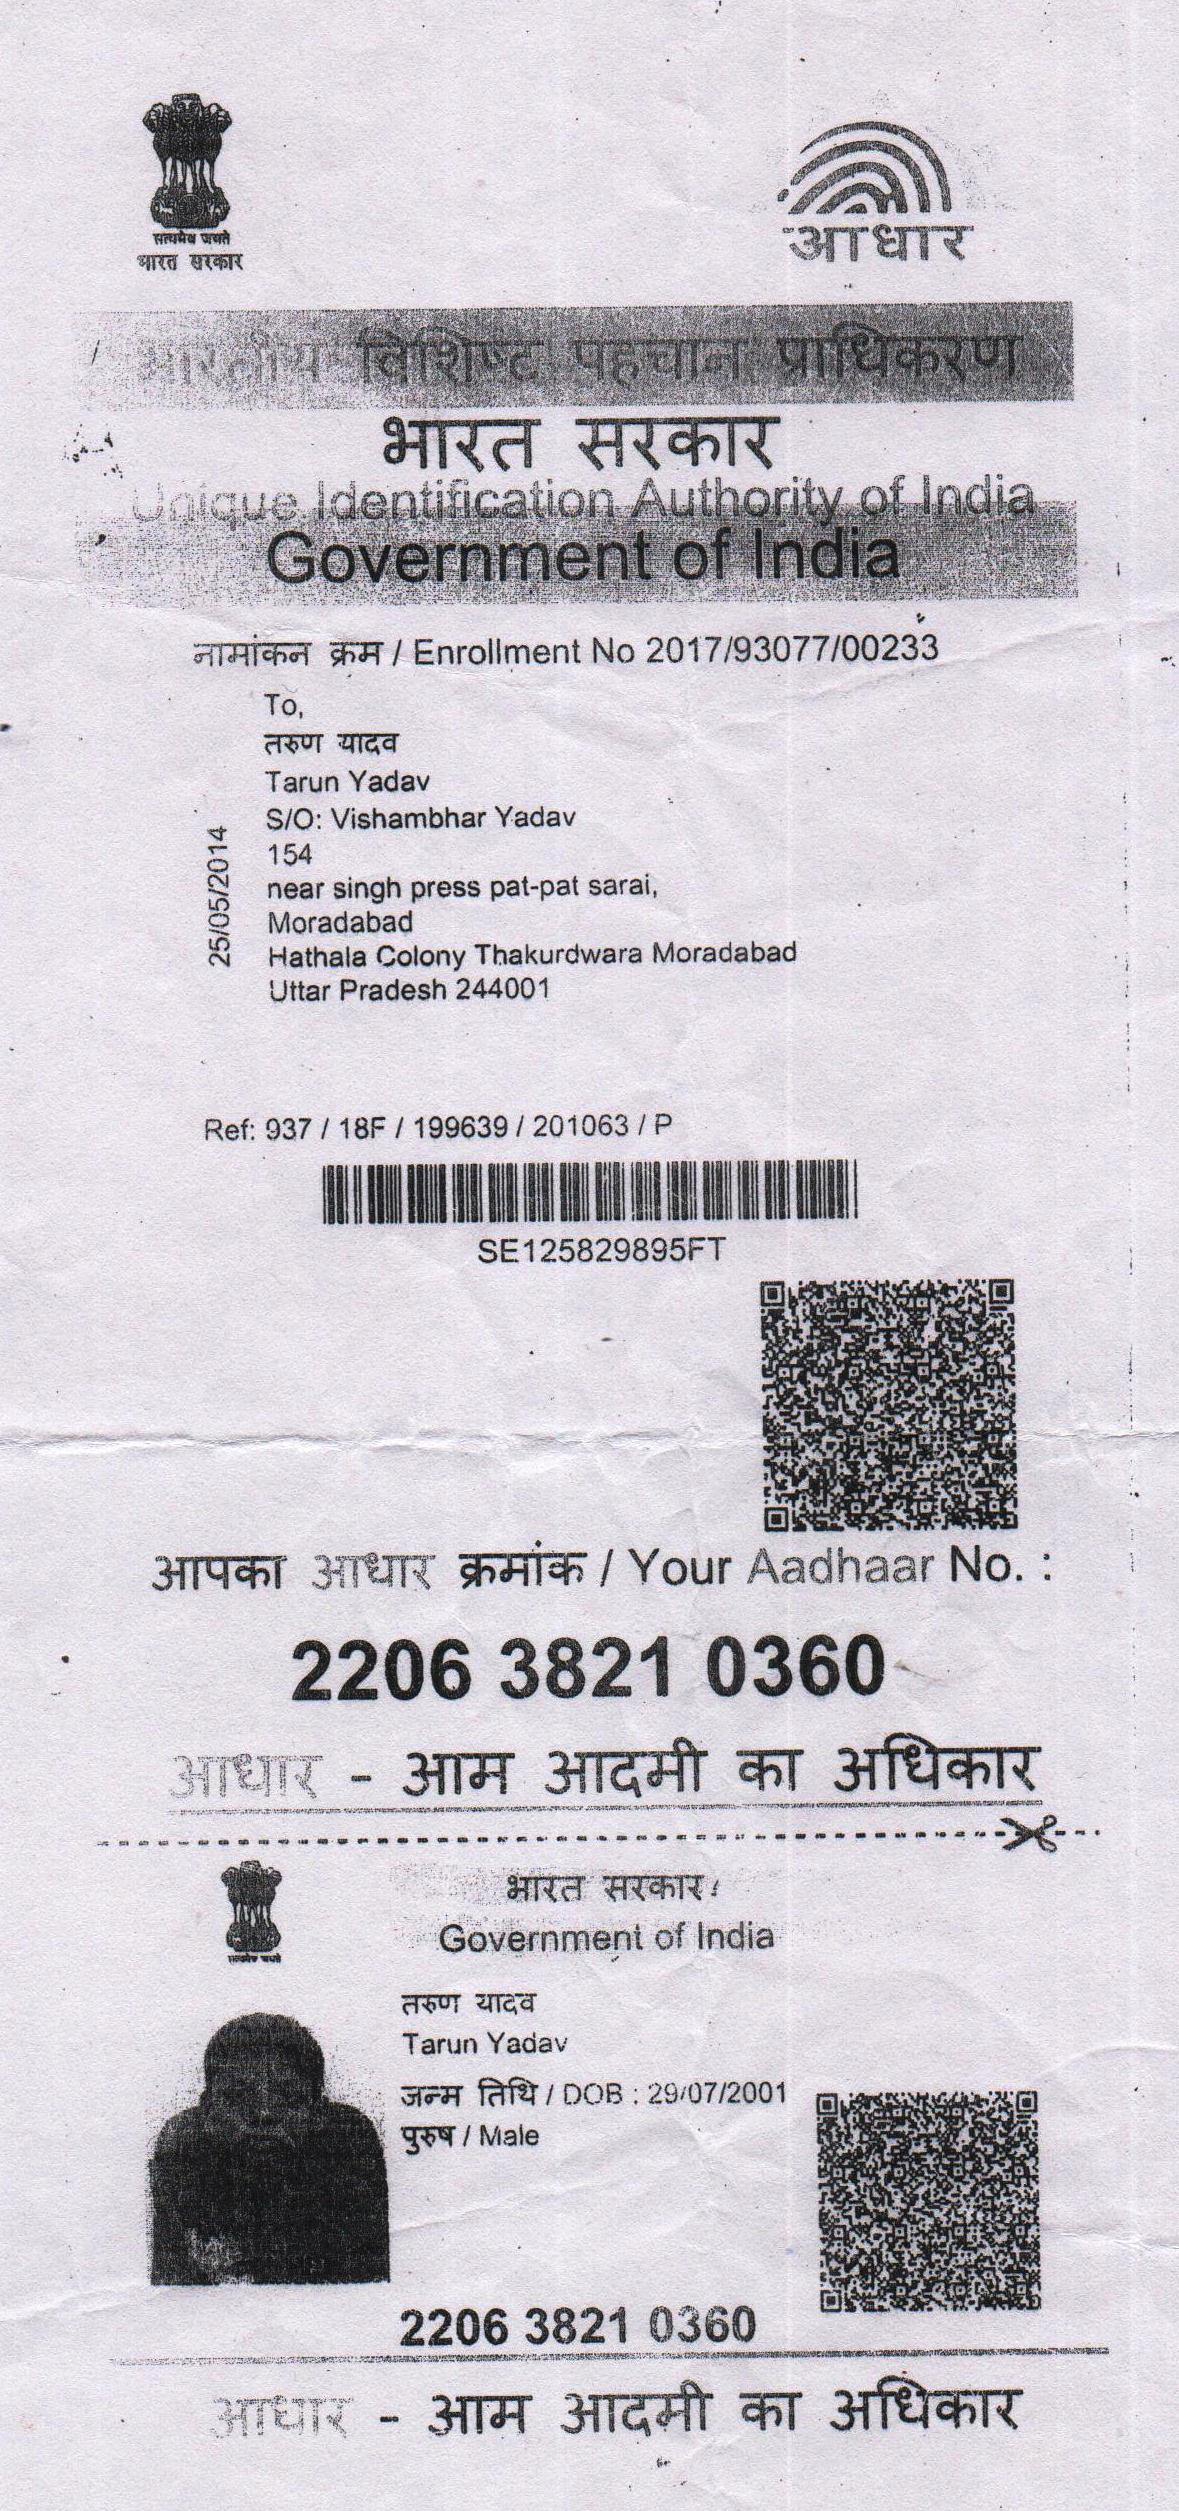 सत्यमेव जयते
भारत सरकार
आधार
भारतीय विशिष्ट पहचान प्राधिकरण
भारत सरकार
Unique Identification Authority of India
Government of India
नामांकन क्रम / Enrollment No 2017/93077/00233
To,
तरुण यादव
Tarun Yadav
S/O: Vishambhar Yadav
154
near singh press pat-pat sarai,
Moradabad
Hathala Colony Thakurdwara Moradabad
Uttar Pradesh 244001
25/05/2014
Ref: 937 / 18F / 199639 / 201063 / P
SE125829895FT
आपका आधार क्रमांक / Your Aadhaar No. :
2206 3821 0360
आधार - आम आदमी का अधिकार
भारत सरकार
Government of India
तरुण यादव
Tarun Yadav
जन्म तिथि / DOB : 29/07/2001
पुरुष / Male
2206 3821 0360
आधार - आम आदमी का अधिकार